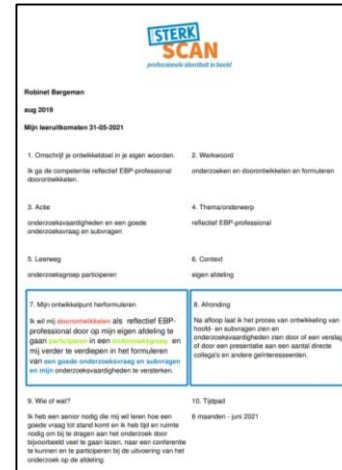 STERK
SCAN
professionele identiteit in beeld
Robinet Bargeman
aug 2019
Mijn leeruitkomsten 31-05-2021
1. Omschrijf je ontwikkeldoel in je eigen woorden.
Ik ga de competentie reflectief EBP-professional
doorontwikkelen.
2. Werkwoord
onderzoeken en doorontwikkelen en formuleren
3. Actie
onderzoeksvaardigheden en een goede
onderzoeksvraag en subvragen
4. Thema/onderwerp
reflectief EBP-professional
5. Leerweg
onderzoeksgroep participeren
6. Context
eigen afdeling
7. Mijn ontwikkelpunt herformuleren
Ik wil mij doorontwikkelen als reflectief EBP-
professional door op mijn eigen afdeling te
gaan participeren in een onderzoeksgroep en
mij verder te verdiepen in het formuleren
van een goede onderzoeksvraag en subvragen
en mijn onderzoeksvaardigheden te versterken.
8. Afronding
Na afloop laat ik het proces van ontwikkeling van
hoofd- en subvragen zien en
onderzoeksvaardigheden zien door of een verslag
of door een presentatie aan een aantal directe
collega's en andere geïnteresseerden.
9. Wie of wat?
Ik heb een senior nodig die mij wil leren hoe een
goede vraag tot stand komt en ik heb tijd en ruimte
nodig om bij te dragen aan het onderzoek door
bijvoorbeeld veel te gaan lezen, naar een conferentie
te kunnen en te participeren bij de uitvoering van het
onderzoek op de afdeling.
10. Tijdpad
6 maanden - juni 2021